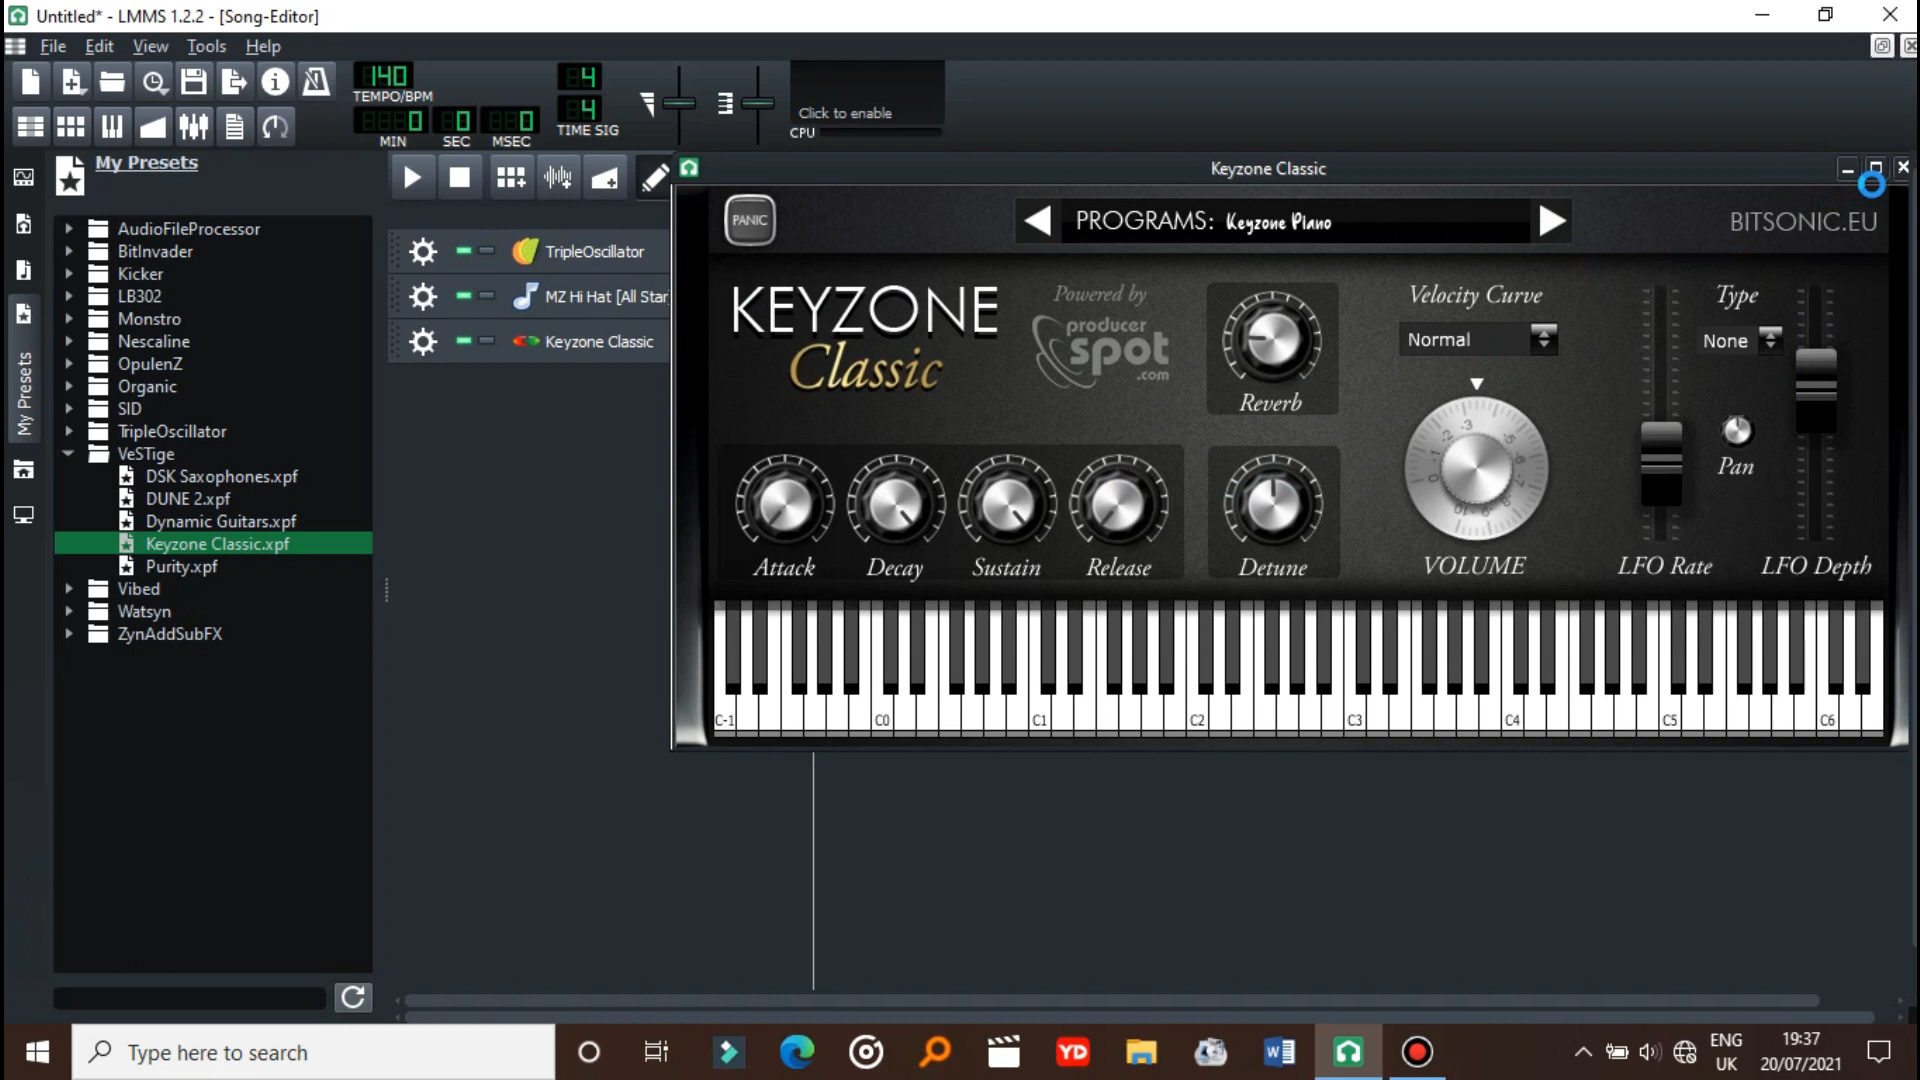 Untitled* - LMMS 1.2.2 - [Song-Editor]
File Edit View Tools Help
140
TEMPO/BPM
0 0 0
MIN SEC MSEC
4
4
TIME SIG
Click to enable
CPU
My Presets
My Presets
AudioFileProcessor
BitInvader
Kicker
LB302
Monstro
Nescaline
OpulenZ
Organic
SID
TripleOscillator
VeSTige
DSK Saxophones.xpf
DUNE 2.xpf
Dynamic Guitars.xpf
Keyzone Classic.xpf
Purity.xpf
Vibed
Watsyn
ZynAddSubFX
TripleOscillator
MZ Hi Hat [All Star
Keyzone Classic
Keyzone Classic
PANIC
PROGRAMS: Keyzone Piano
BITSONIC.EU
KEYZONE
Classic
Powered by
producer
spot
.com
Reverb
Velocity Curve
Normal
Type
None
Pan
Attack Decay Sustain Release
Detune
VOLUME
LFO Rate LFO Depth
C-1 C0 C1 C2 C3 C4 C5 C6
Type here to search
YD
ENG
UK
19:37
20/07/2021